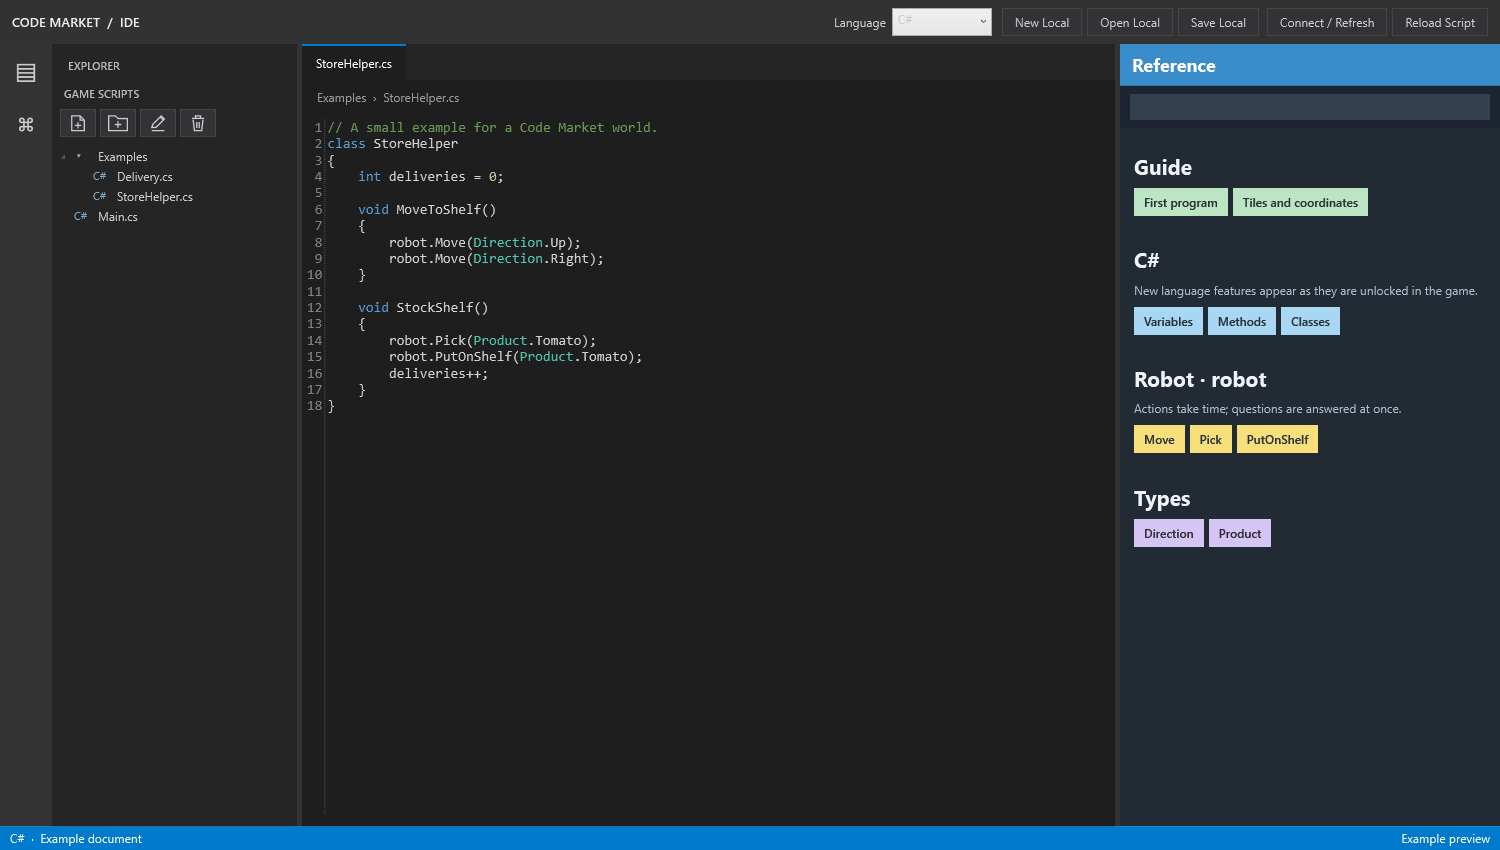 CODE MARKET / IDE
Language C# New Local Open Local Save Local Connect / Refresh Reload Script
EXPLORER
GAME SCRIPTS
Examples
C# Delivery.cs
C# StoreHelper.cs
C# Main.cs
StoreHelper.cs
Examples › StoreHelper.cs
1 // A small example for a Code Market world.
2 class StoreHelper
3 {
4     int deliveries = 0;
5
6     void MoveToShelf()
7     {
8         robot.Move(Direction.Up);
9         robot.Move(Direction.Right);
10     }
11
12     void StockShelf()
13     {
14         robot.Pick(Product.Tomato);
15         robot.PutOnShelf(Product.Tomato);
16         deliveries++;
17     }
18 }
Reference
Guide
First program Tiles and coordinates
C#
New language features appear as they are unlocked in the game.
Variables Methods Classes
Robot · robot
Actions take time; questions are answered at once.
Move Pick PutOnShelf
Types
Direction Product
C# · Example document
Example preview